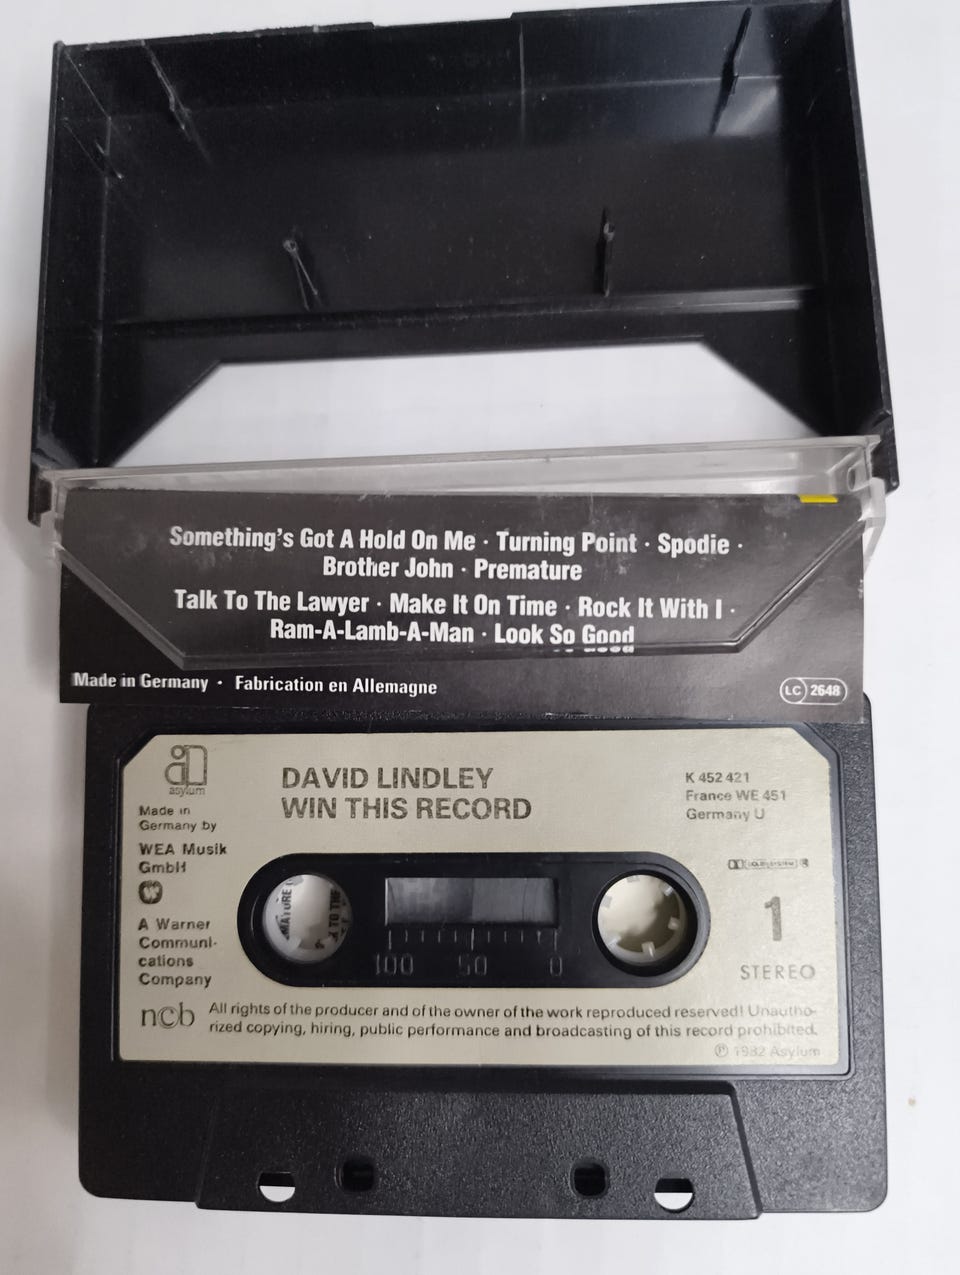 Something's Got A Hold On Me · Turning Point · Spodie ·
Brother John · Premature
Talk To The Lawyer · Make It On Time · Rock It With I ·
Ram-A-Lamb-A-Man · Look So Good
Made in Germany · Fabrication en Allemagne
LC 2648
asylum
Made in
Germany by
WEA Musik
GmbH
A Warner
Communi-
cations
Company
DAVID LINDLEY
WIN THIS RECORD
K 452 421
France WE 451
Germany U
DOLBY SYSTEM ®
1
STEREO
100 50 0
ncb
All rights of the producer and of the owner of the work reproduced reserved! Unautho-
rized copying, hiring, public performance and broadcasting of this record prohibited.
℗ 1982 Asylum